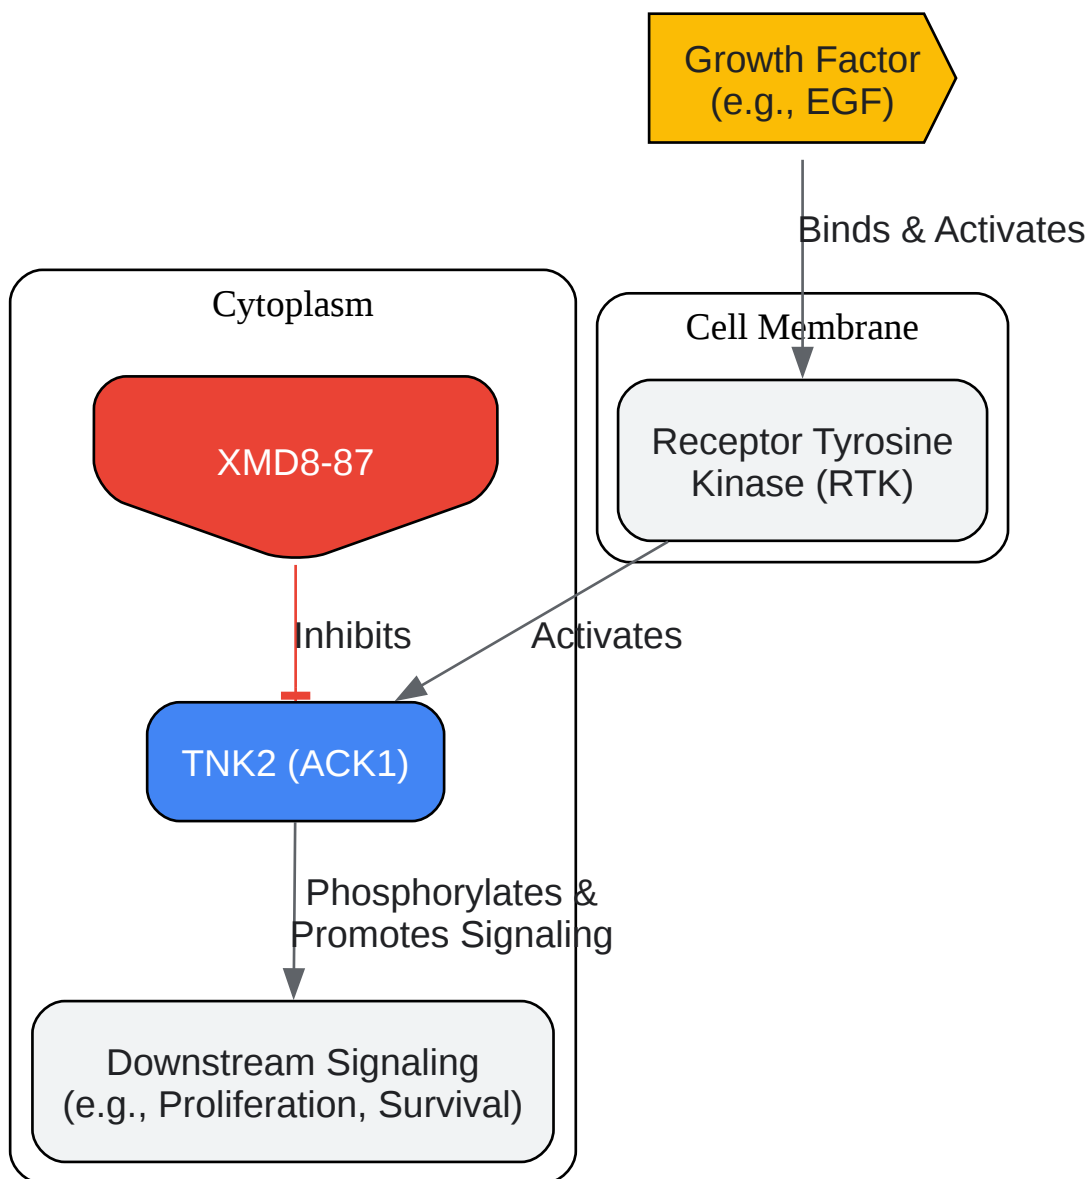 Growth Factor
(e.g., EGF)
Binds & Activates
Cytoplasm
Cell Membrane
XMD8-87
Receptor Tyrosine
Kinase (RTK)
Inhibits
Activates
TNK2 (ACK1)
Phosphorylates &
Promotes Signaling
Downstream Signaling
(e.g., Proliferation, Survival)